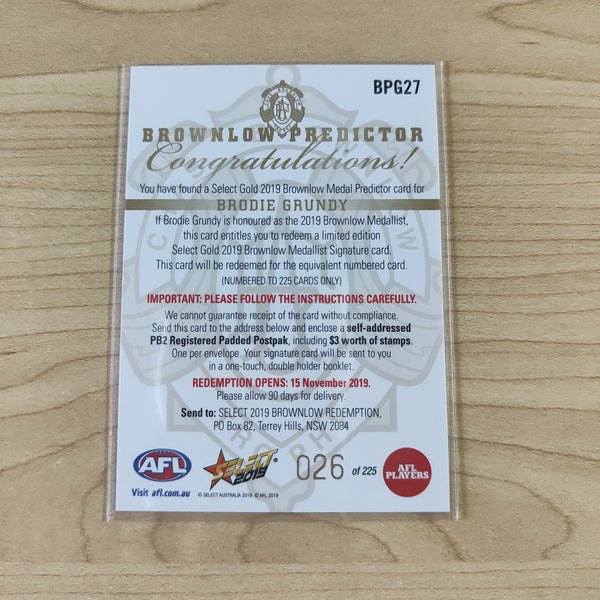 BPG27
BROWNLOW PREDICTOR
Congratulations!
You have found a Select Gold 2019 Brownlow Medal Predictor card for
BRODIE GRUNDY
If Brodie Grundy is honoured as the 2019 Brownlow Medallist,
this card entitles you to redeem a limited edition
Select Gold 2019 Brownlow Medallist Signature card.
This card will be redeemed for the equivalent numbered card.
(NUMBERED TO 225 CARDS ONLY)
IMPORTANT: PLEASE FOLLOW THE INSTRUCTIONS CAREFULLY.
We cannot guarantee receipt of the card without compliance.
Send this card to the address below and enclose a self-addressed
PB2 Registered Padded Postpak, including $3 worth of stamps.
One per envelope. Your signature card will be sent to you
in a one-touch, double holder booklet.
REDEMPTION OPENS: 15 November 2019.
Please allow 90 days for delivery.
Send to: SELECT 2019 BROWNLOW REDEMPTION,
PO Box 82, Terrey Hills, NSW 2084
AFL
Visit afl.com.au
SELECT
2019
© SELECT AUSTRALIA 2019 © AFL 2019
026 of 225
AFL
PLAYERS